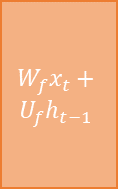 W_f x_t +
U_f h_{t-1}